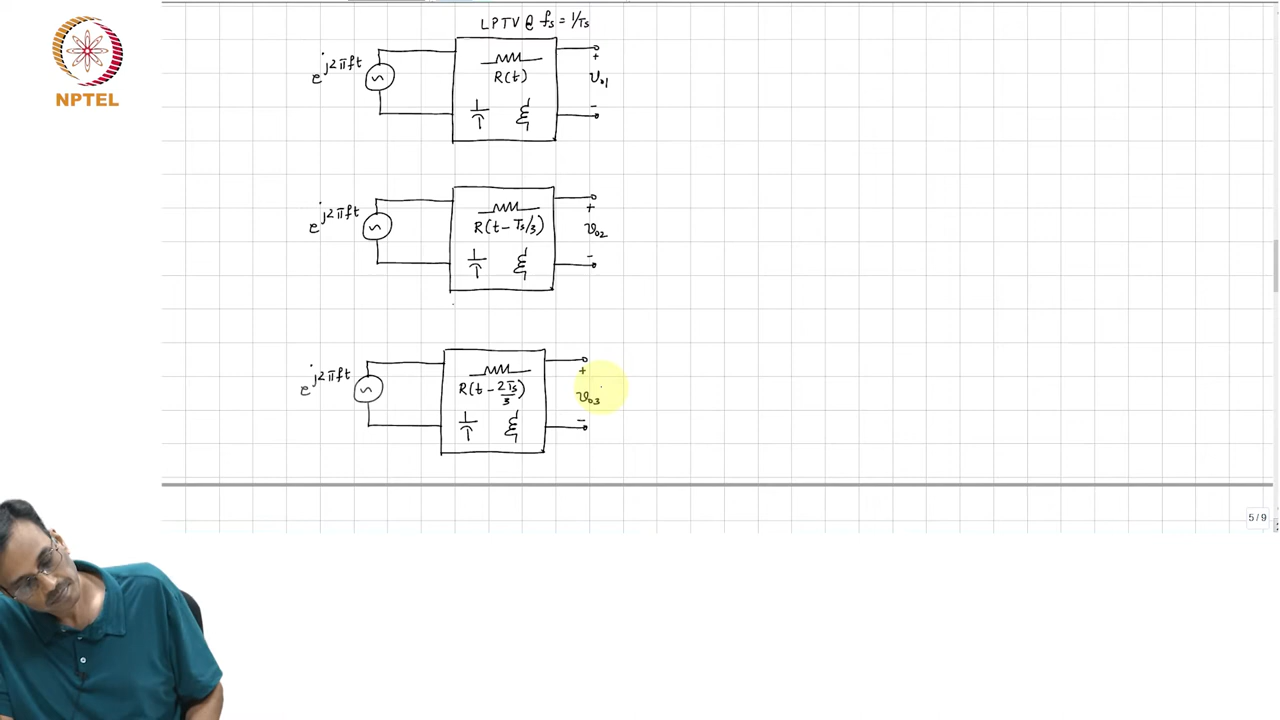 LPTV @ fs = 1/Ts
e^{j2πft}
R(t)
+
v_{o1}
-
NPTEL
e^{j2πft}
R(t - Ts/3)
+
v_{o2}
-
e^{j2πft}
R(t - 2Ts/3)
+
v_{o3}
-
5 / 9